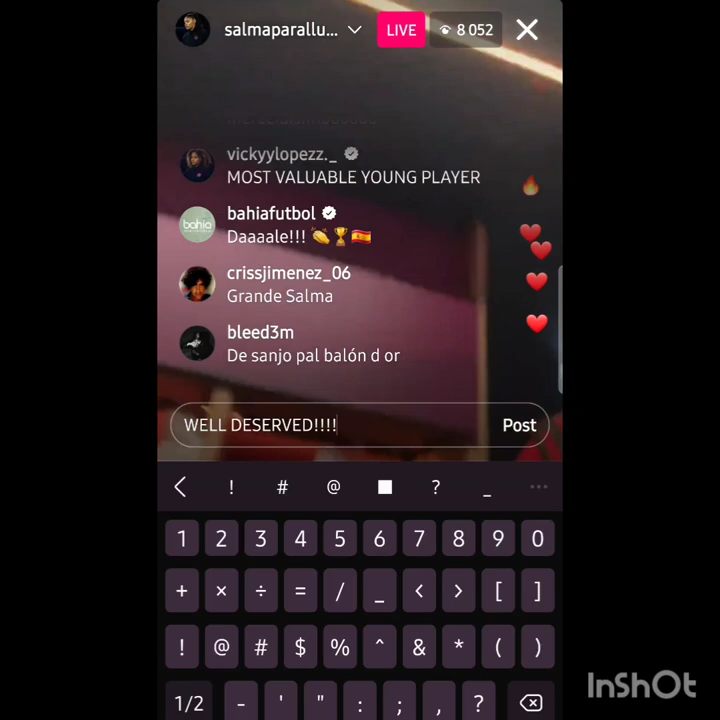 salmaparallu... LIVE 8 052
vickyylopezz._
MOST VALUABLE YOUNG PLAYER
bahiafutbol
Daaaale!!! 👏🏆🇪🇸
crissjimenez_06
Grande Salma
bleed3m
De sanjo pal balón d or
WELL DESERVED!!!! Post
! # @ ■ ? _ ...
1 2 3 4 5 6 7 8 9 0
+ × ÷ = / _ < > [ ]
! @ # $ % ^ & * ( )
1/2 - ' " : ; , ?
InShOt
bahia